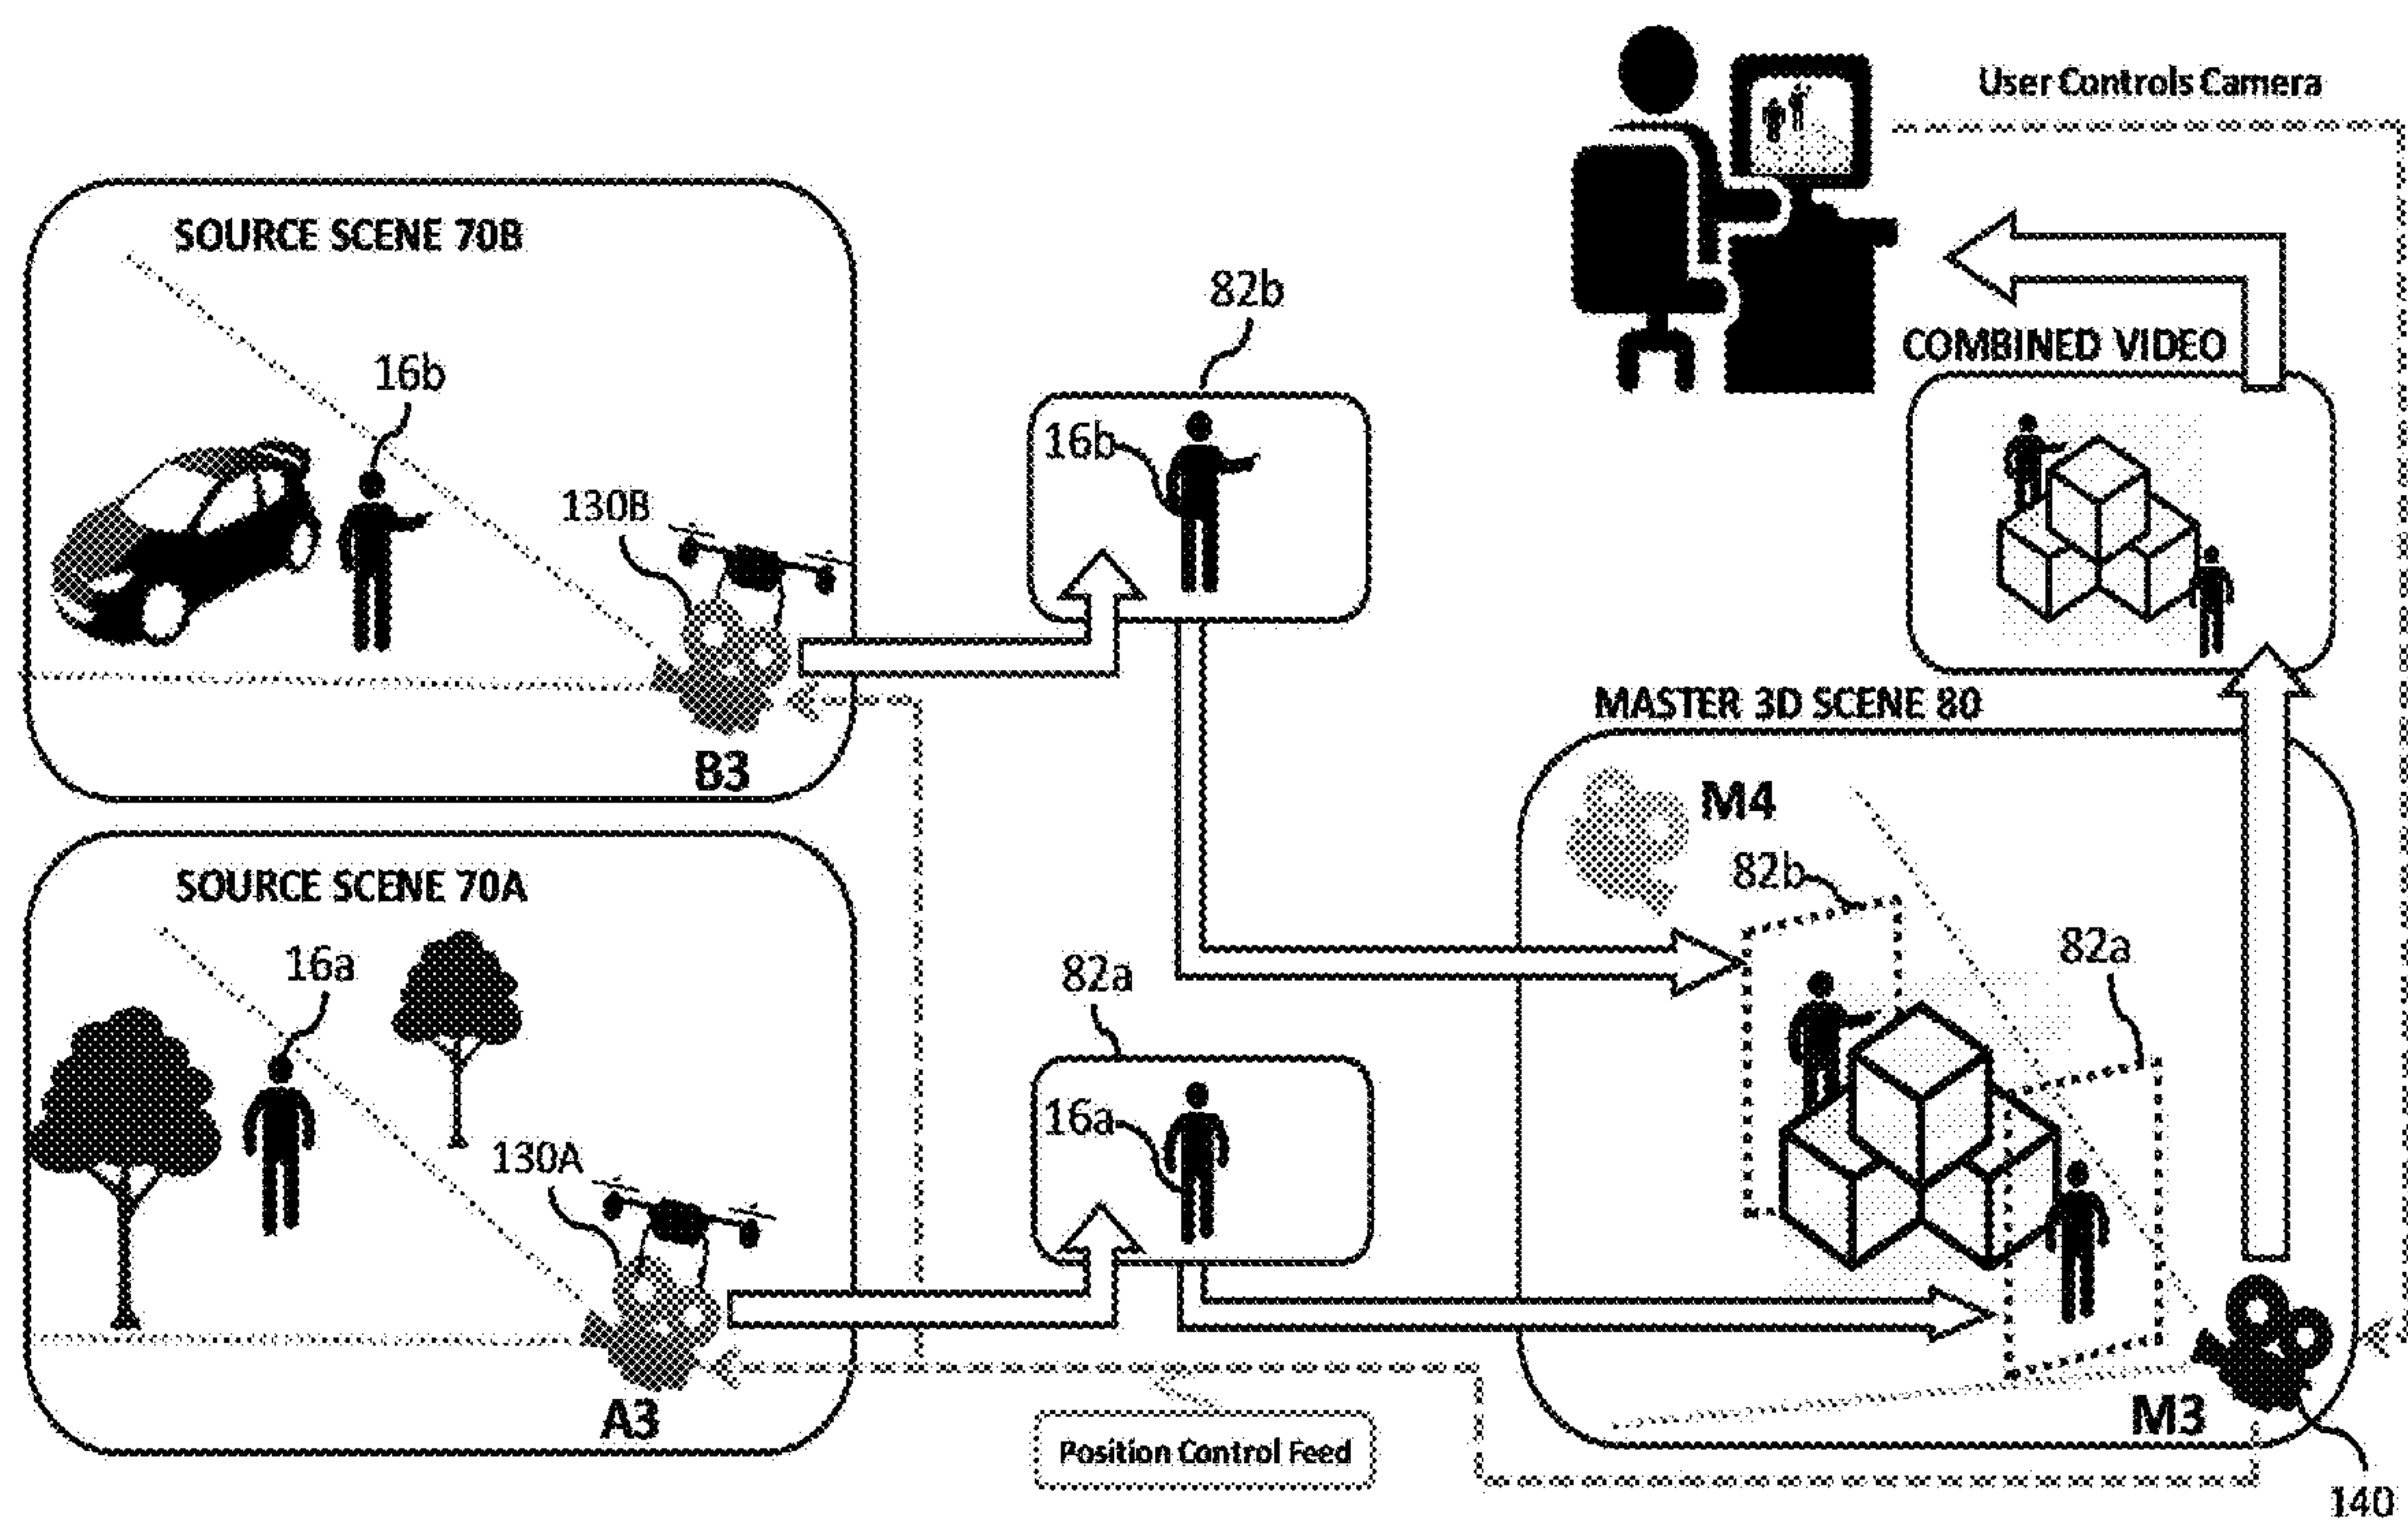 User Controls Camera
SOURCE SCENE 70B
82b
16b
COMBINED VIDEO
16b
130B
MASTER 3D SCENE 80
B3
M4
82b
SOURCE SCENE 70A
16a
82a
82a
16a
130A
A3
M3
Position Control Feed
140